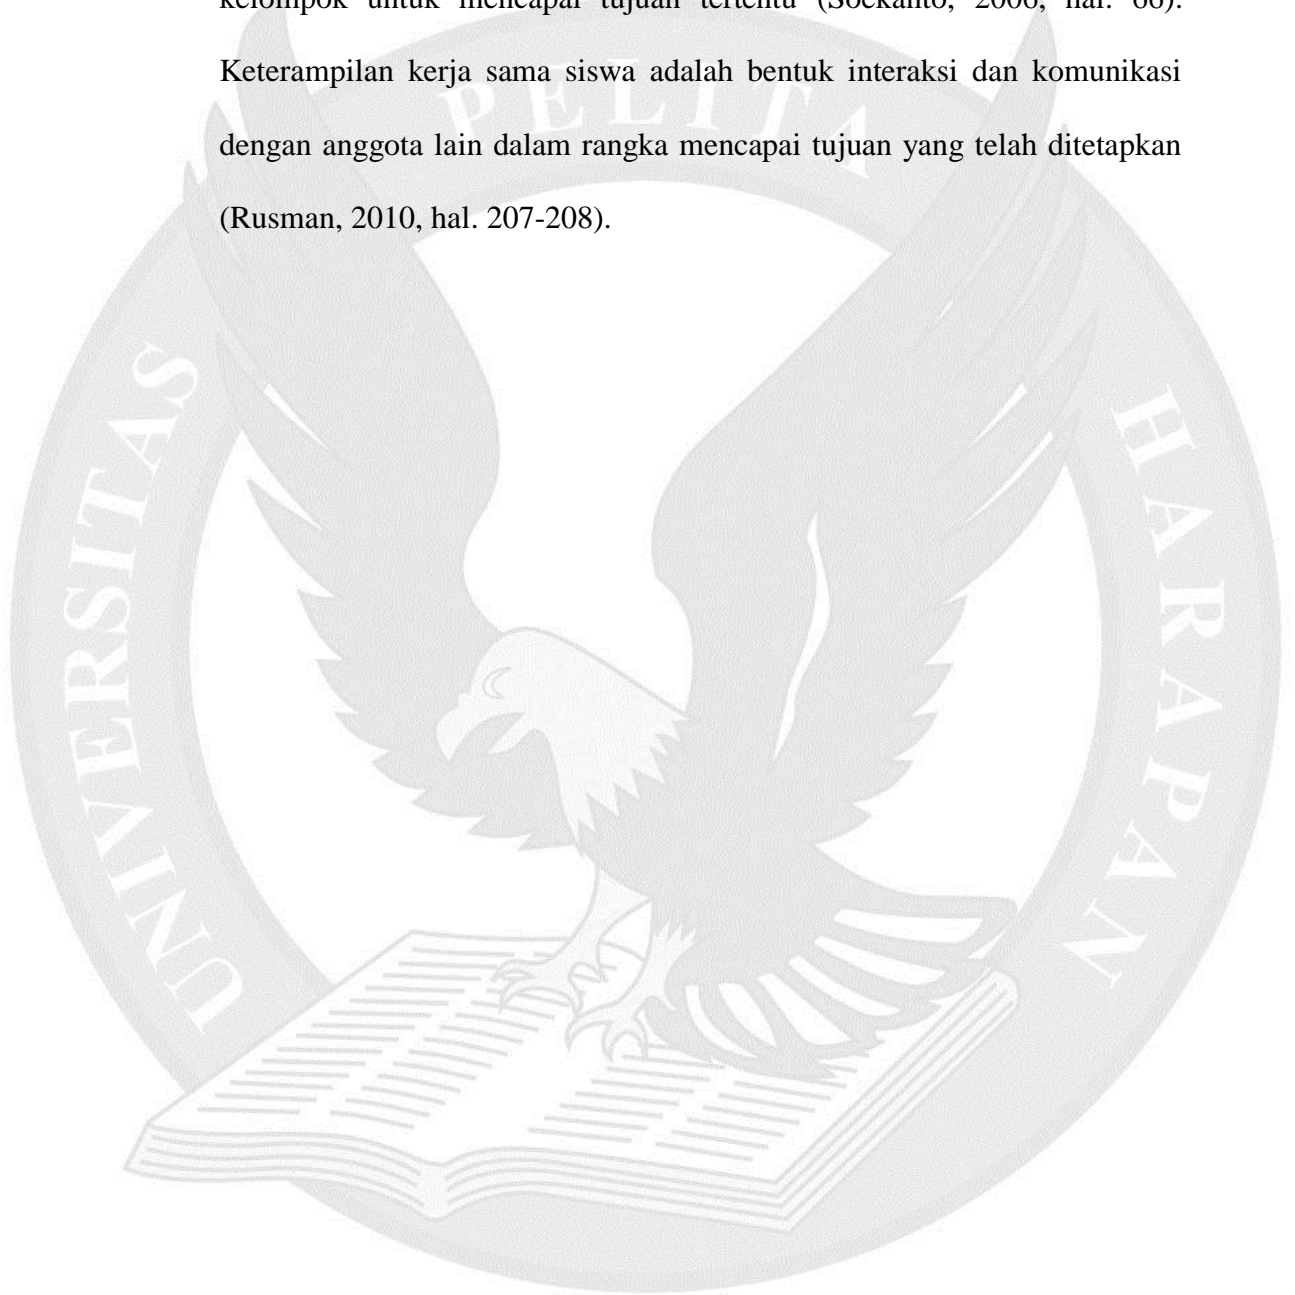 kelompok untuk mencapai tujuan tertentu (Soekanto, 2006, hal. 66).
Keterampilan kerja sama siswa adalah bentuk interaksi dan komunikasi
dengan anggota lain dalam rangka mencapai tujuan yang telah ditetapkan
(Rusman, 2010, hal. 207-208).
UNIVERSITAS PELITA HARAPAN